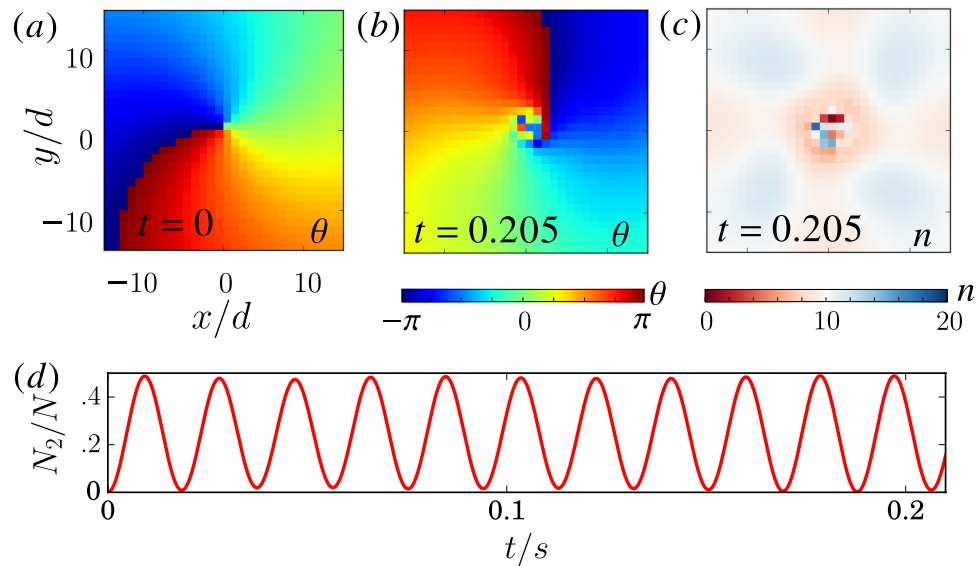 (a) (b) (c)
10
0
−10
y/d
t = 0 θ
t = 0.205 θ
t = 0.205 n
−10 0 10
x/d
−π 0 π θ
0 10 20 n
(d)
.4
.2
0
N₂/N
0 0.1 0.2
t/s